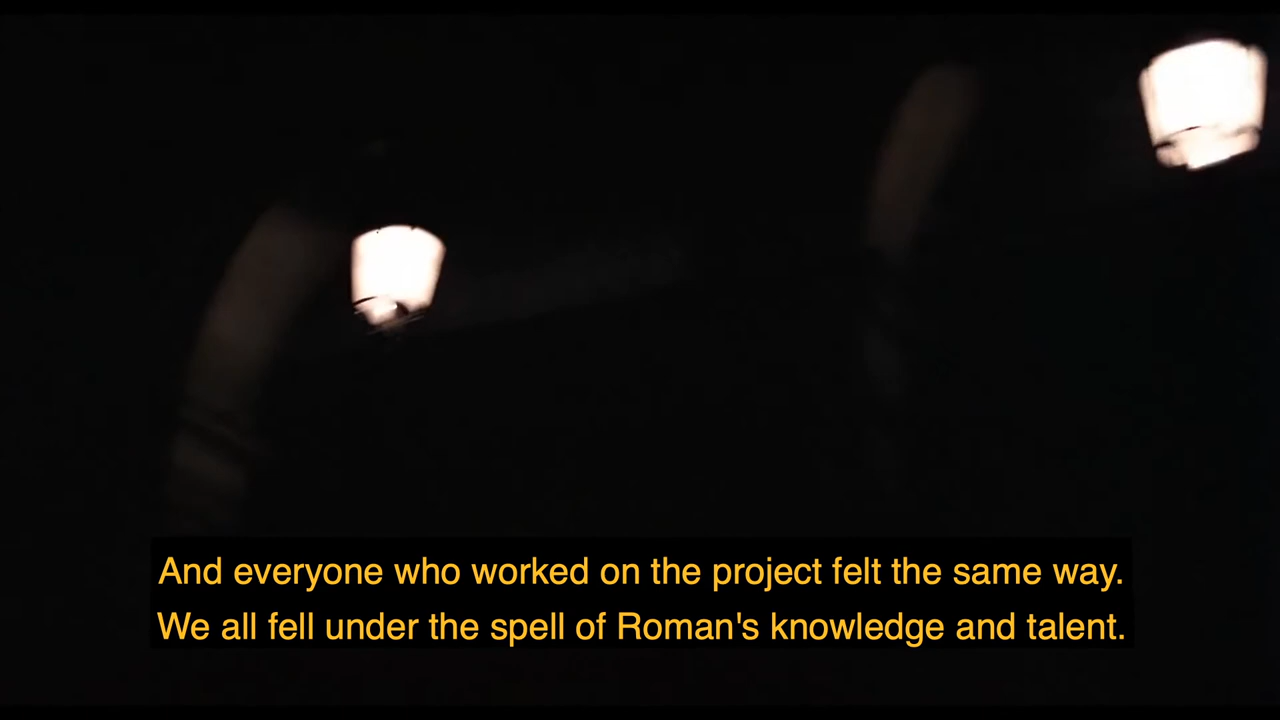 And everyone who worked on the project felt the same way.
We all fell under the spell of Roman's knowledge and talent.